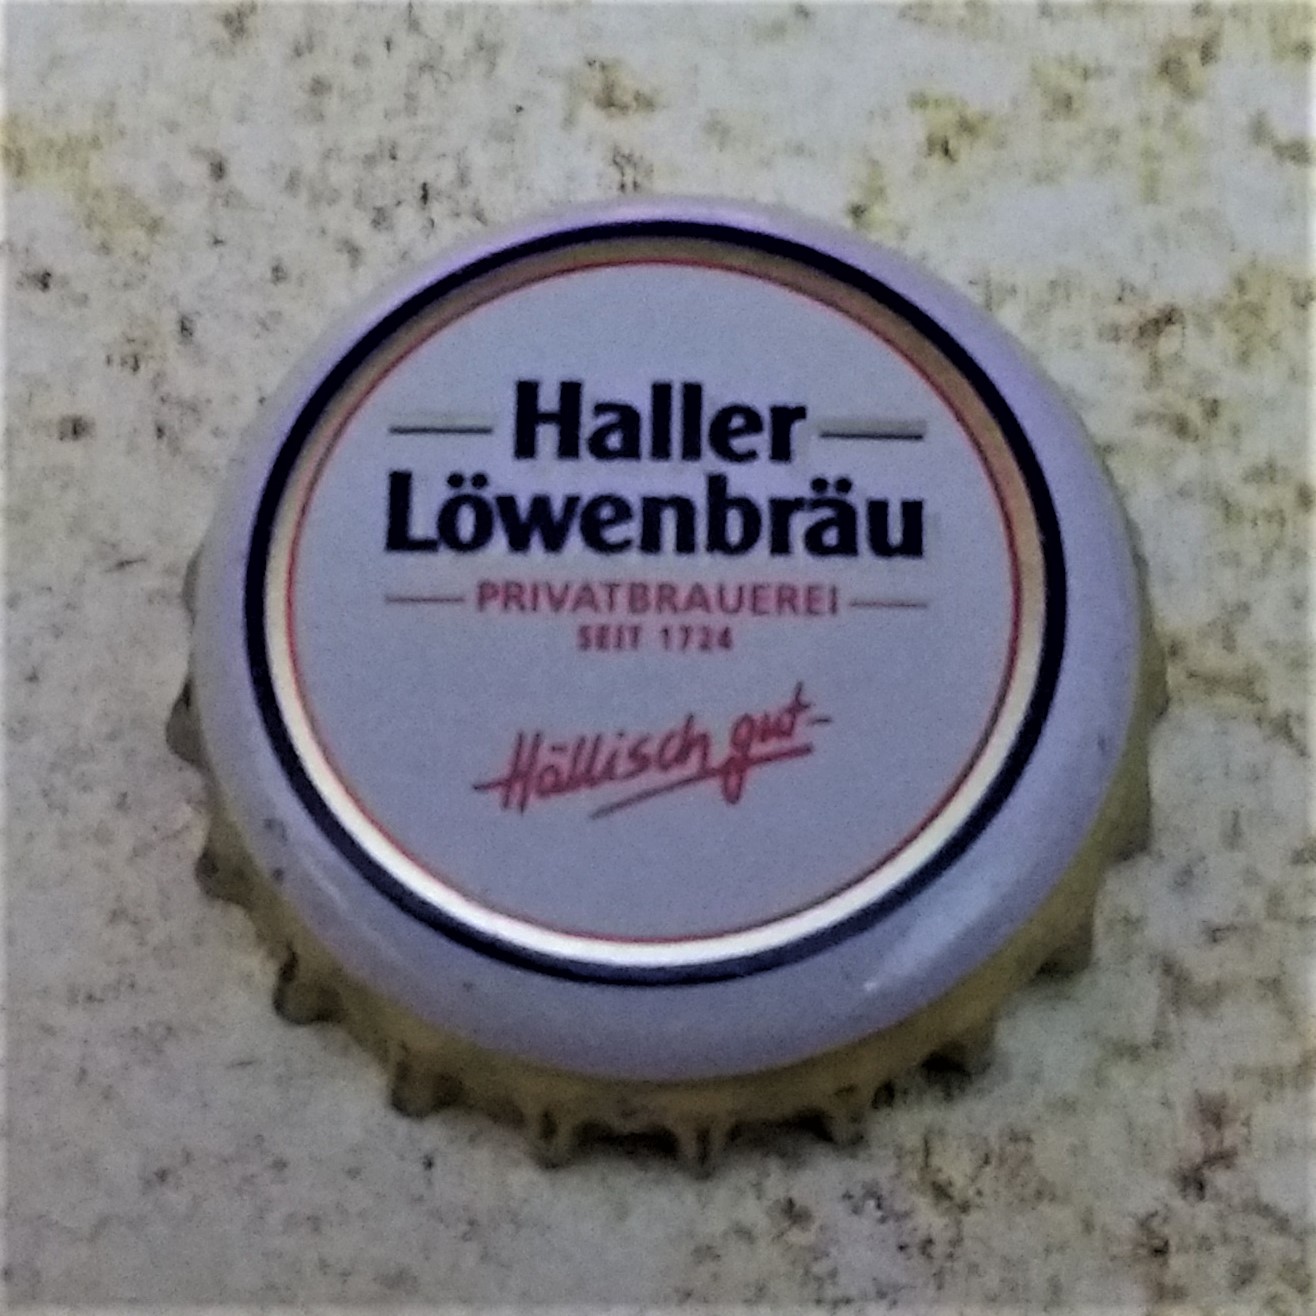 Haller
Löwenbräu
PRIVATBRAUEREI
SEIT 1724
Hällisch gut